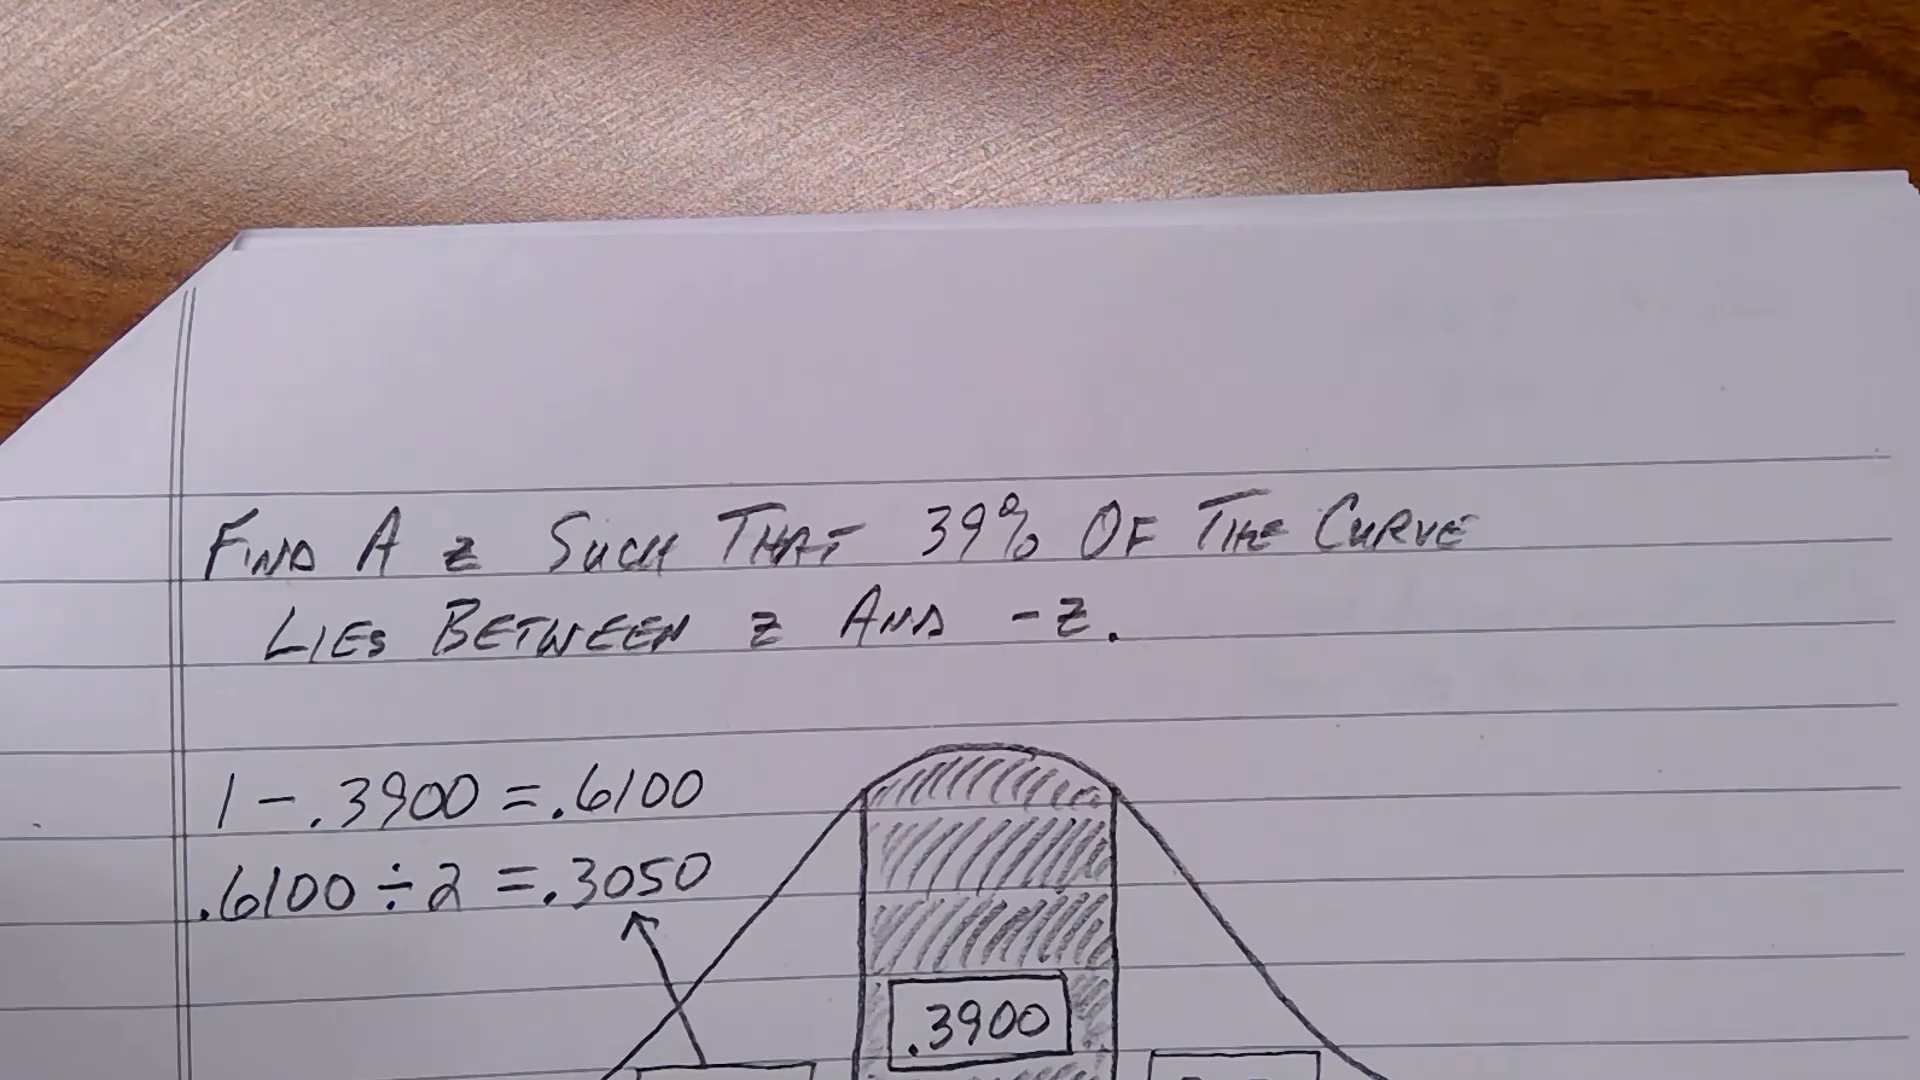 FIND A z SUCH THAT 39% OF THE CURVE
LIES BETWEEN z AND -z.
1 - .3900 = .6100
.6100 ÷ 2 = .3050
.3900